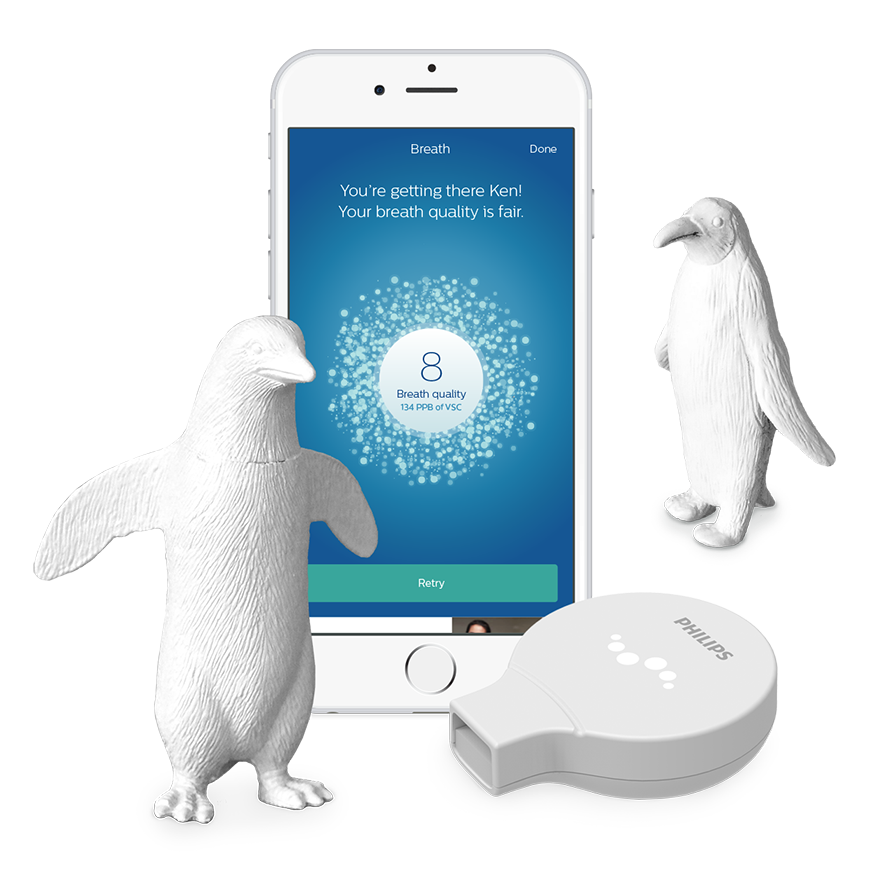 Breath
Done
You're getting there Ken!
Your breath quality is fair.
8
Breath quality
134 PPB of VSC
Retry
PHILIPS